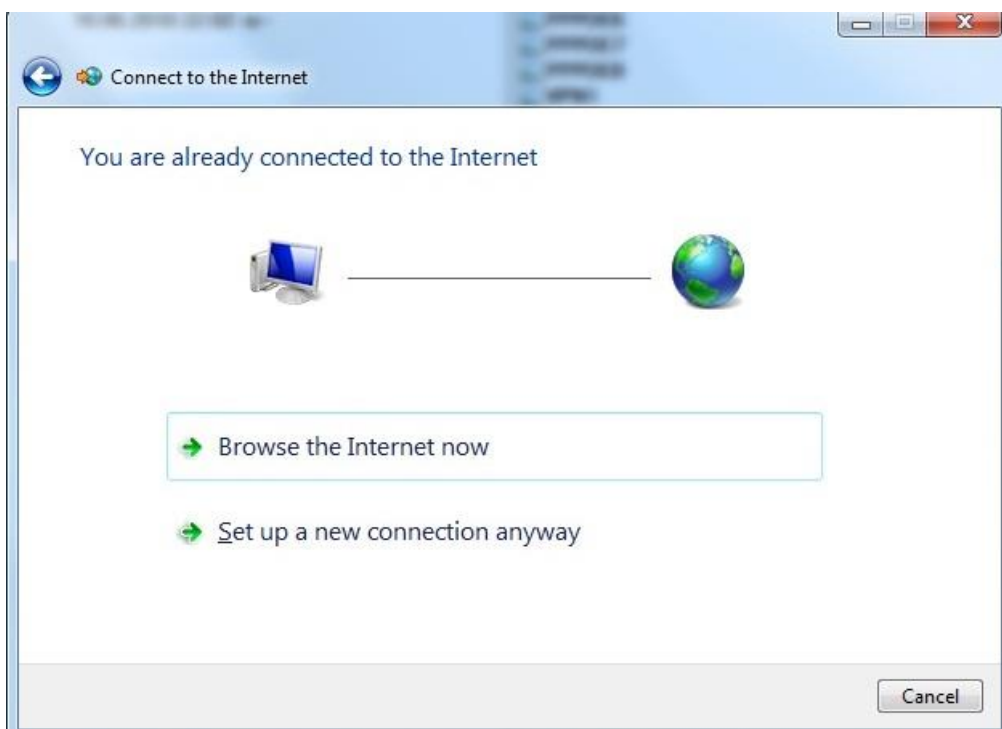 Connect to the Internet
You are already connected to the Internet
Browse the Internet now
Set up a new connection anyway
Cancel